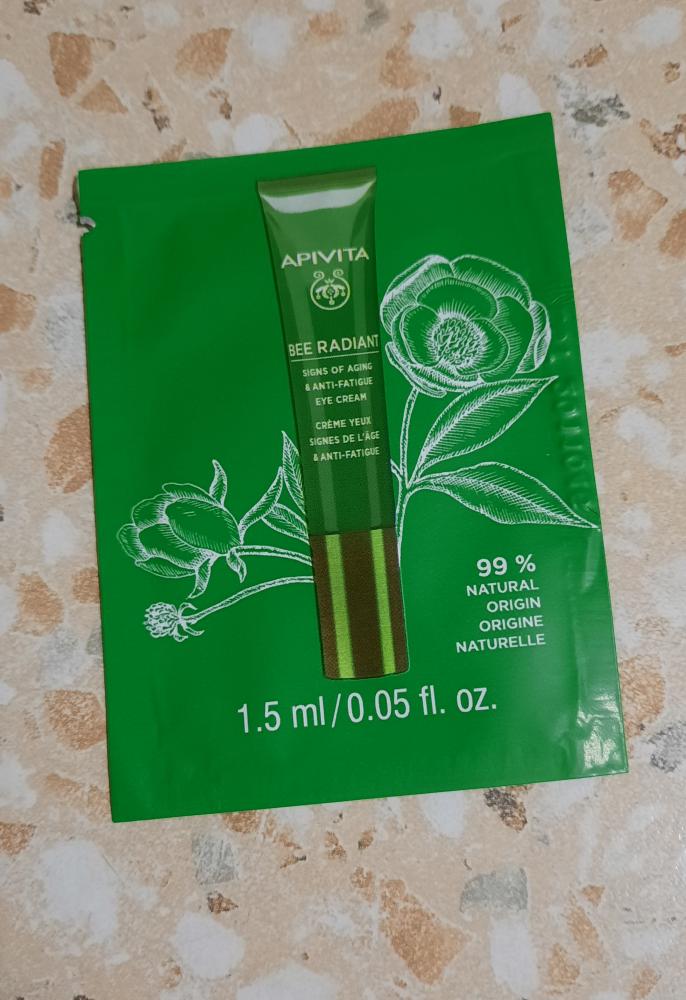 APIVITA
BEE RADIANT
SIGNS OF AGING
& ANTI-FATIGUE
EYE CREAM
CRÈME YEUX
SIGNES DE L'ÂGE
& ANTI-FATIGUE
99 %
NATURAL
ORIGIN
ORIGINE
NATURELLE
1.5 ml/0.05 fl. oz.